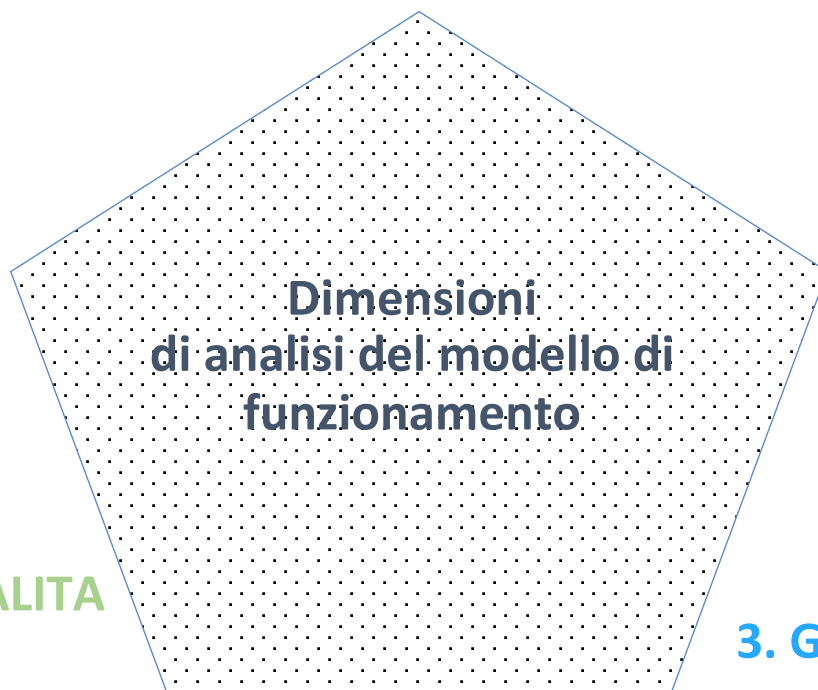 Dimensioni
di analisi del modello di
funzionamento
ALITA
3. G